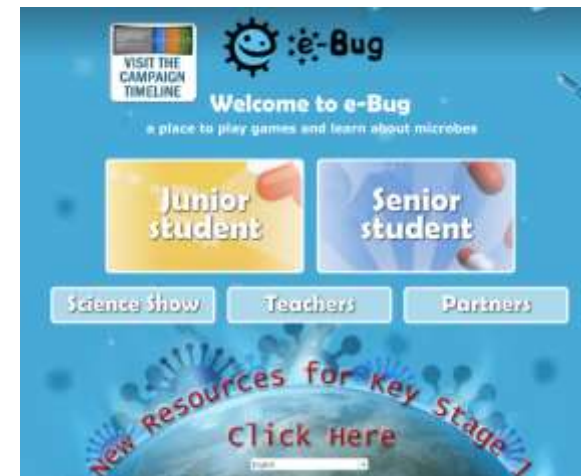 VISIT THE
CAMPAIGN
TIMELINE
e-Bug
Welcome to e-Bug
a place to play games and learn about microbes
Junior
student
Senior
student
Science Show
Teachers
Partners
New Resources for Key Stage 1
Click Here
English